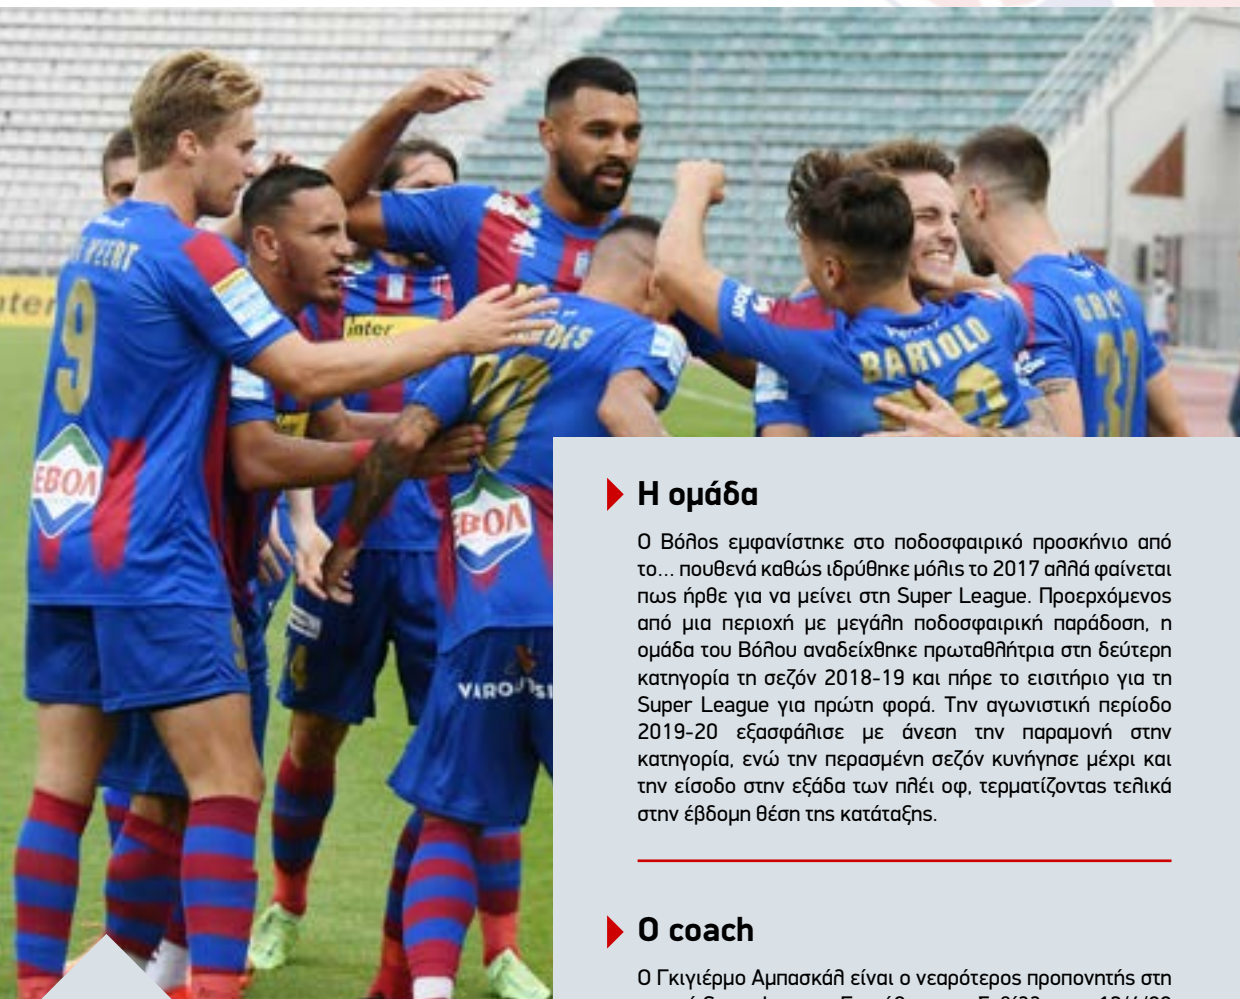 WEERT
9
ΕΒΟΛ
inter
ΕΒΟΛ
BARTOLO
31
4
Η ομάδα
Ο Βόλος εμφανίστηκε στο ποδοσφαιρικό προσκήνιο από
το... πουθενά καθώς ιδρύθηκε μόλις το 2017 αλλά φαίνεται
πως ήρθε για να μείνει στη Super League. Προερχόμενος
από μια περιοχή με μεγάλη ποδοσφαιρική παράδοση, η
ομάδα του Βόλου αναδείχθηκε πρωταθλήτρια στη δεύτερη
κατηγορία τη σεζόν 2018-19 και πήρε το εισιτήριο για τη
Super League για πρώτη φορά. Την αγωνιστική περίοδο
2019-20 εξασφάλισε με άνεση την παραμονή στην
κατηγορία, ενώ την περασμένη σεζόν κυνήγησε μέχρι και
την είσοδο στην εξάδα των πλέι οφ, τερματίζοντας τελικά
στην έβδομη θέση της κατάταξης.
Ο coach
Ο Γκιγιέρμο Αμπασκάλ είναι ο νεαρότερος προπονητής στη